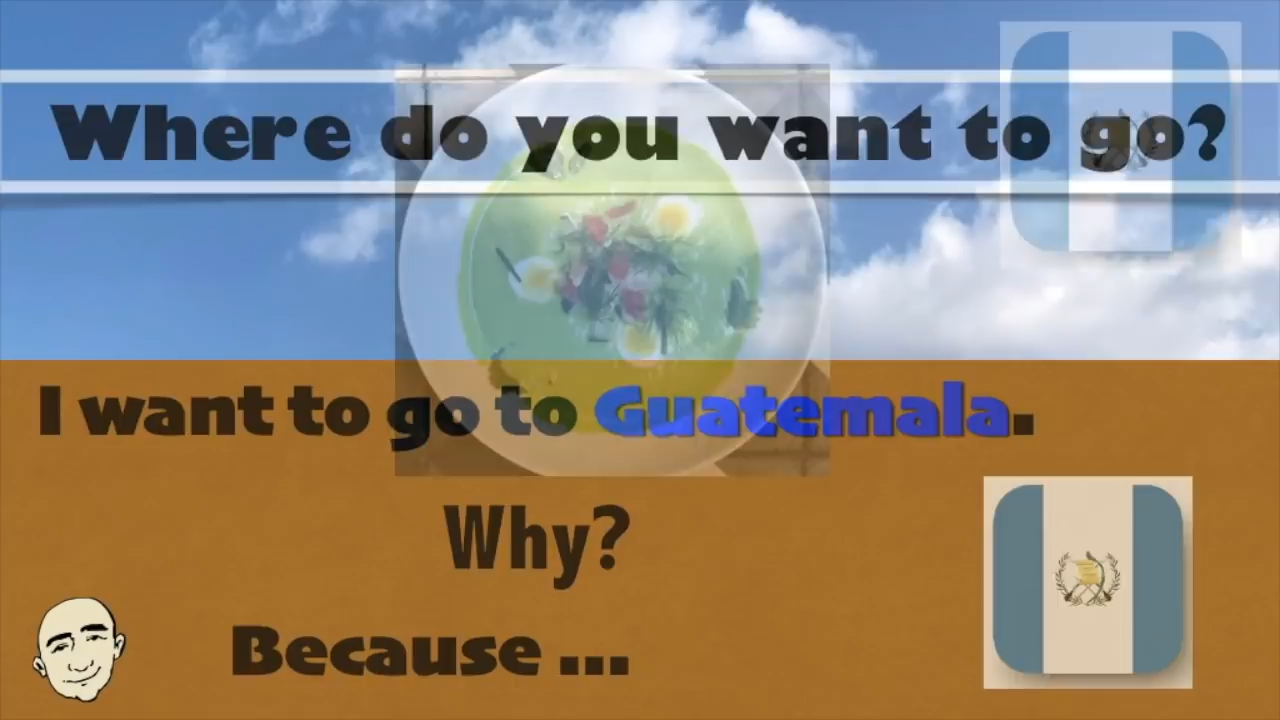 Where do you want to go?
I want to go to Guatemala.
Why?
Because ...